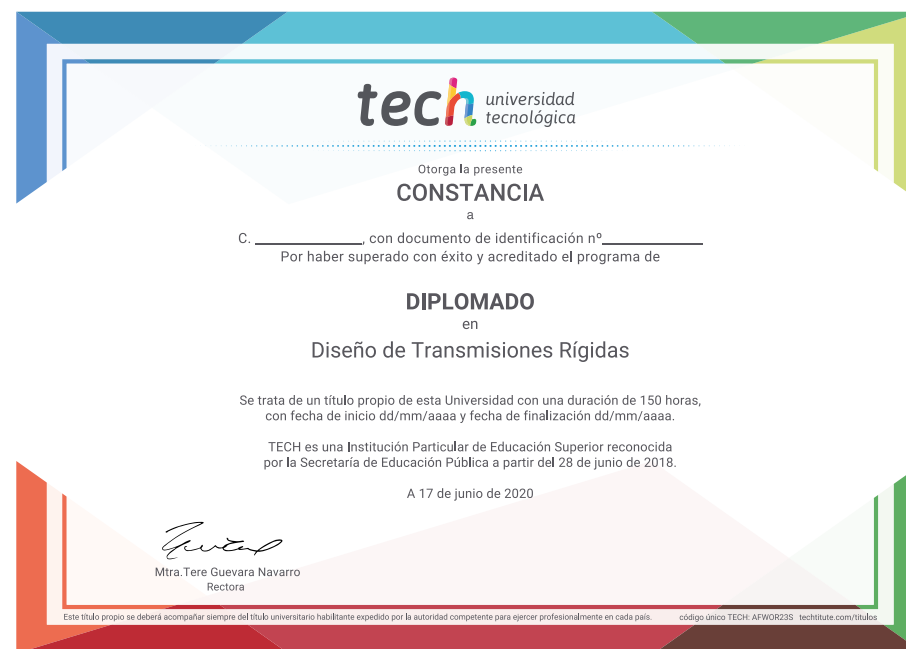 tech universidad
tecnológica
Otorga la presente
CONSTANCIA
a
C. ____________, con documento de identificación nº____________
Por haber superado con éxito y acreditado el programa de
DIPLOMADO
en
Diseño de Transmisiones Rígidas
Se trata de un título propio de esta Universidad con una duración de 150 horas,
con fecha de inicio dd/mm/aaaa y fecha de finalización dd/mm/aaaa.
TECH es una Institución Particular de Educación Superior reconocida
por la Secretaría de Educación Pública a partir del 28 de junio de 2018.
A 17 de junio de 2020
Mtra.Tere Guevara Navarro
Rectora
Este título propio se deberá acompañar siempre del título universitario habilitante expedido por la autoridad competente para ejercer profesionalmente en cada país. código único TECH: AFWOR23S techtitute.com/titulos